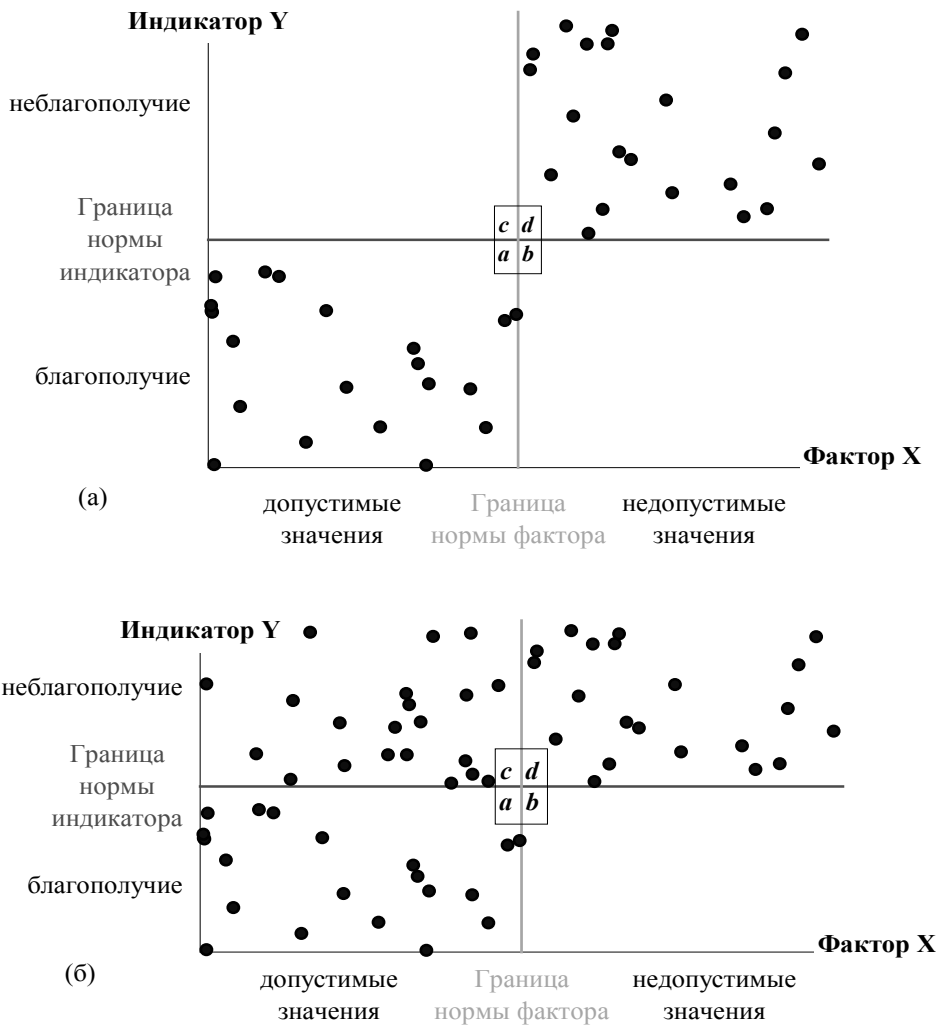 Индикатор Y
неблагополучие
Граница
нормы
индикатора
c d
a b
благополучие
Фактор X
(а)
допустимые
значения
Граница
нормы фактора
недопустимые
значения
Индикатор Y
неблагополучие
Граница
нормы
индикатора
c d
a b
благополучие
Фактор X
(б)
допустимые
значения
Граница
нормы фактора
недопустимые
значения